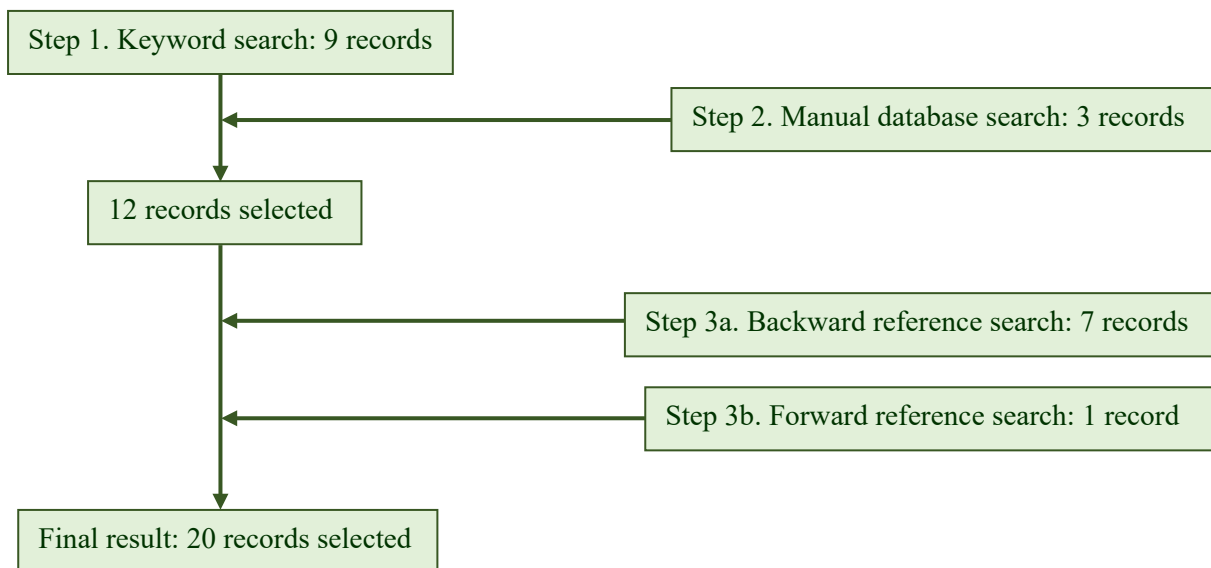 Step 1. Keyword search: 9 records
Step 2. Manual database search: 3 records
12 records selected
Step 3a. Backward reference search: 7 records
Step 3b. Forward reference search: 1 record
Final result: 20 records selected